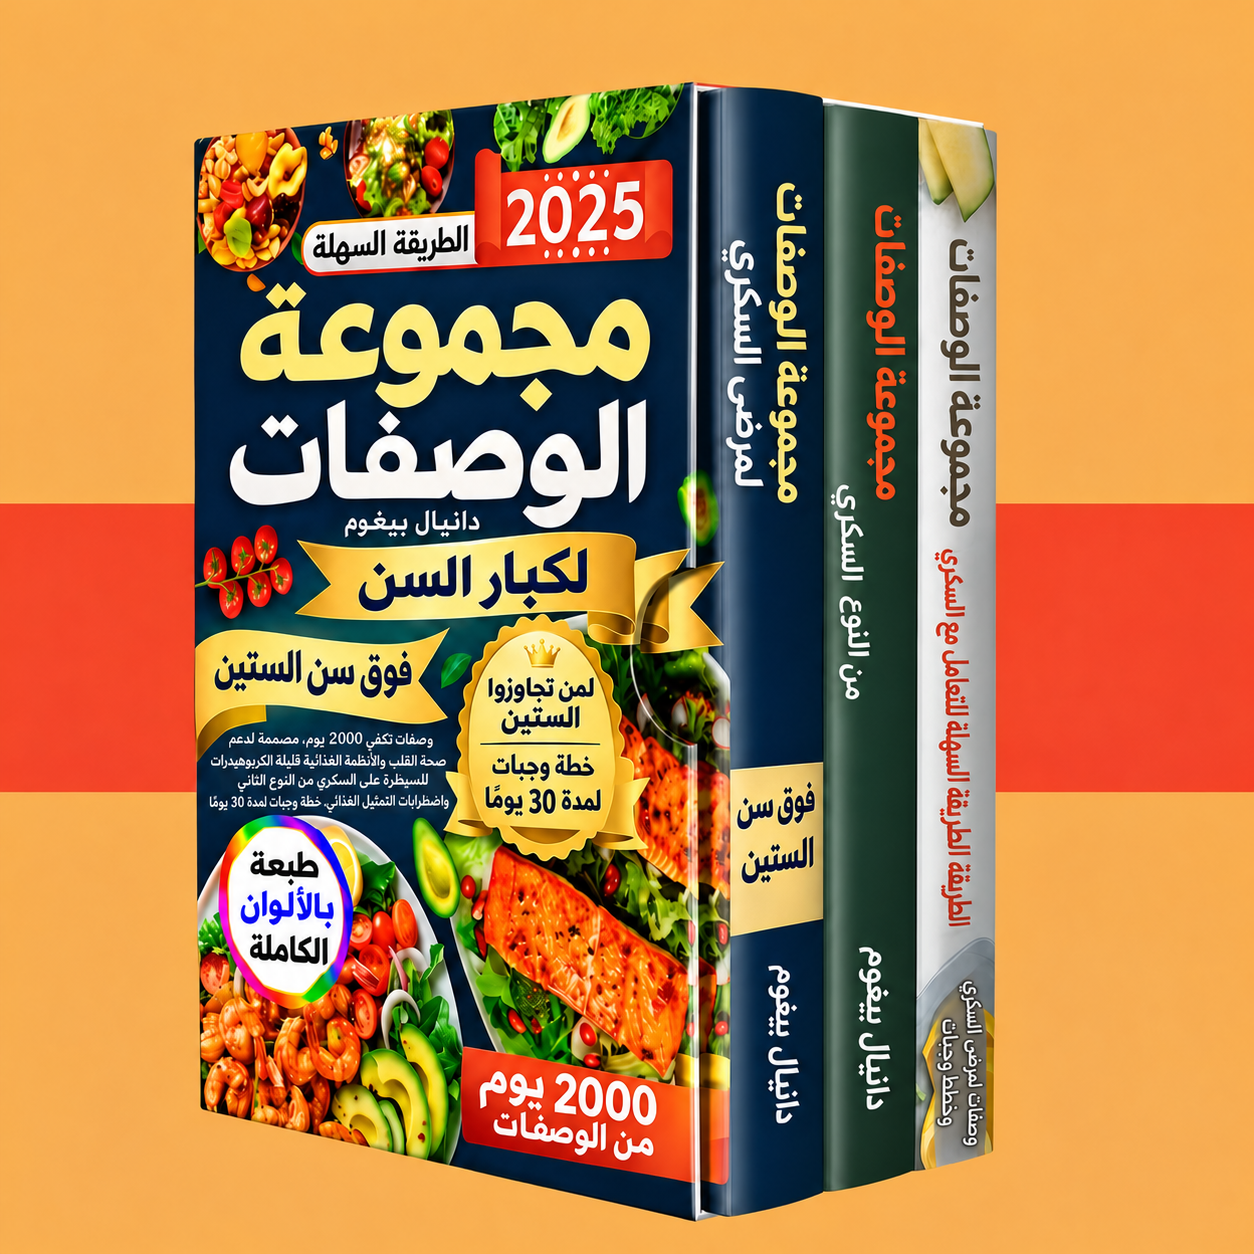 2025
الطريقة السهلة
مجموعة
الوصفات
دانيال بيغوم
لكبار السن
فوق سن الستين
لمن تجاوزوا
الستين
خطة وجبات
لمدة 30 يومًا
وصفات تكفي 2000 يوم، مصممة لدعم
صحة القلب والأنظمة الغذائية قليلة الكربوهيدرات
للسيطرة على السكري من النوع الثاني
واضطرابات التمثيل الغذائي. خطة وجبات لمدة 30 يومًا
طبعة
بالألوان
الكاملة
2000 يوم
من الوصفات
مجموعة الوصفات
لمرضى السكري
فوق سن
الستين
دانيال بيغوم
مجموعة الوصفات
من النوع السكري
دانيال بيغوم
مجموعة الوصفات
الطريقة الطريقة السهلة للتعامل مع السكري
وصفات لمرضى السكري
وخطط وجبات